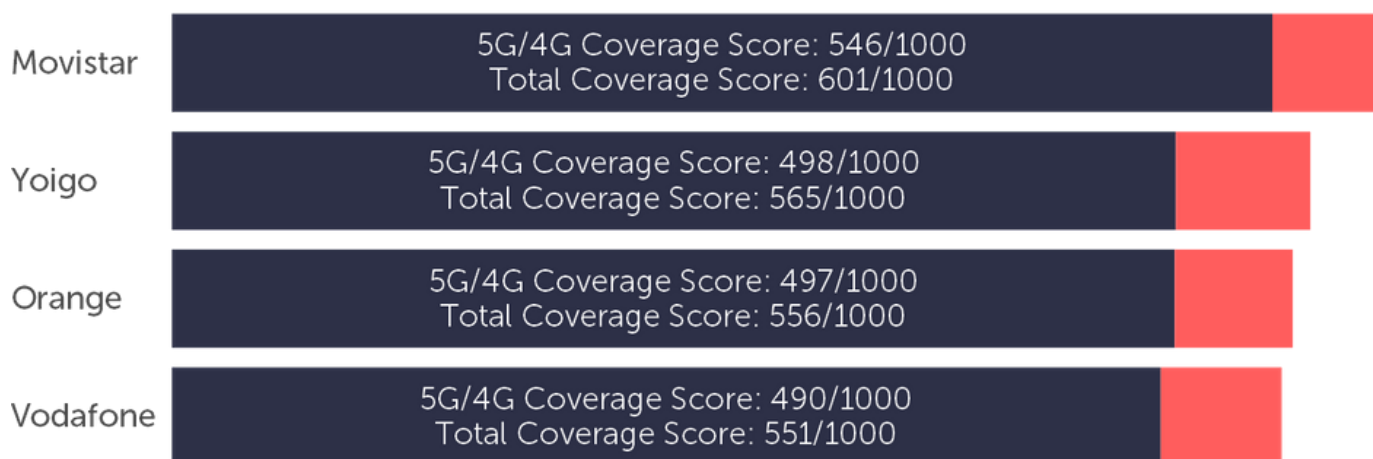 Movistar
5G/4G Coverage Score: 546/1000
Total Coverage Score: 601/1000
Yoigo
5G/4G Coverage Score: 498/1000
Total Coverage Score: 565/1000
Orange
5G/4G Coverage Score: 497/1000
Total Coverage Score: 556/1000
Vodafone
5G/4G Coverage Score: 490/1000
Total Coverage Score: 551/1000